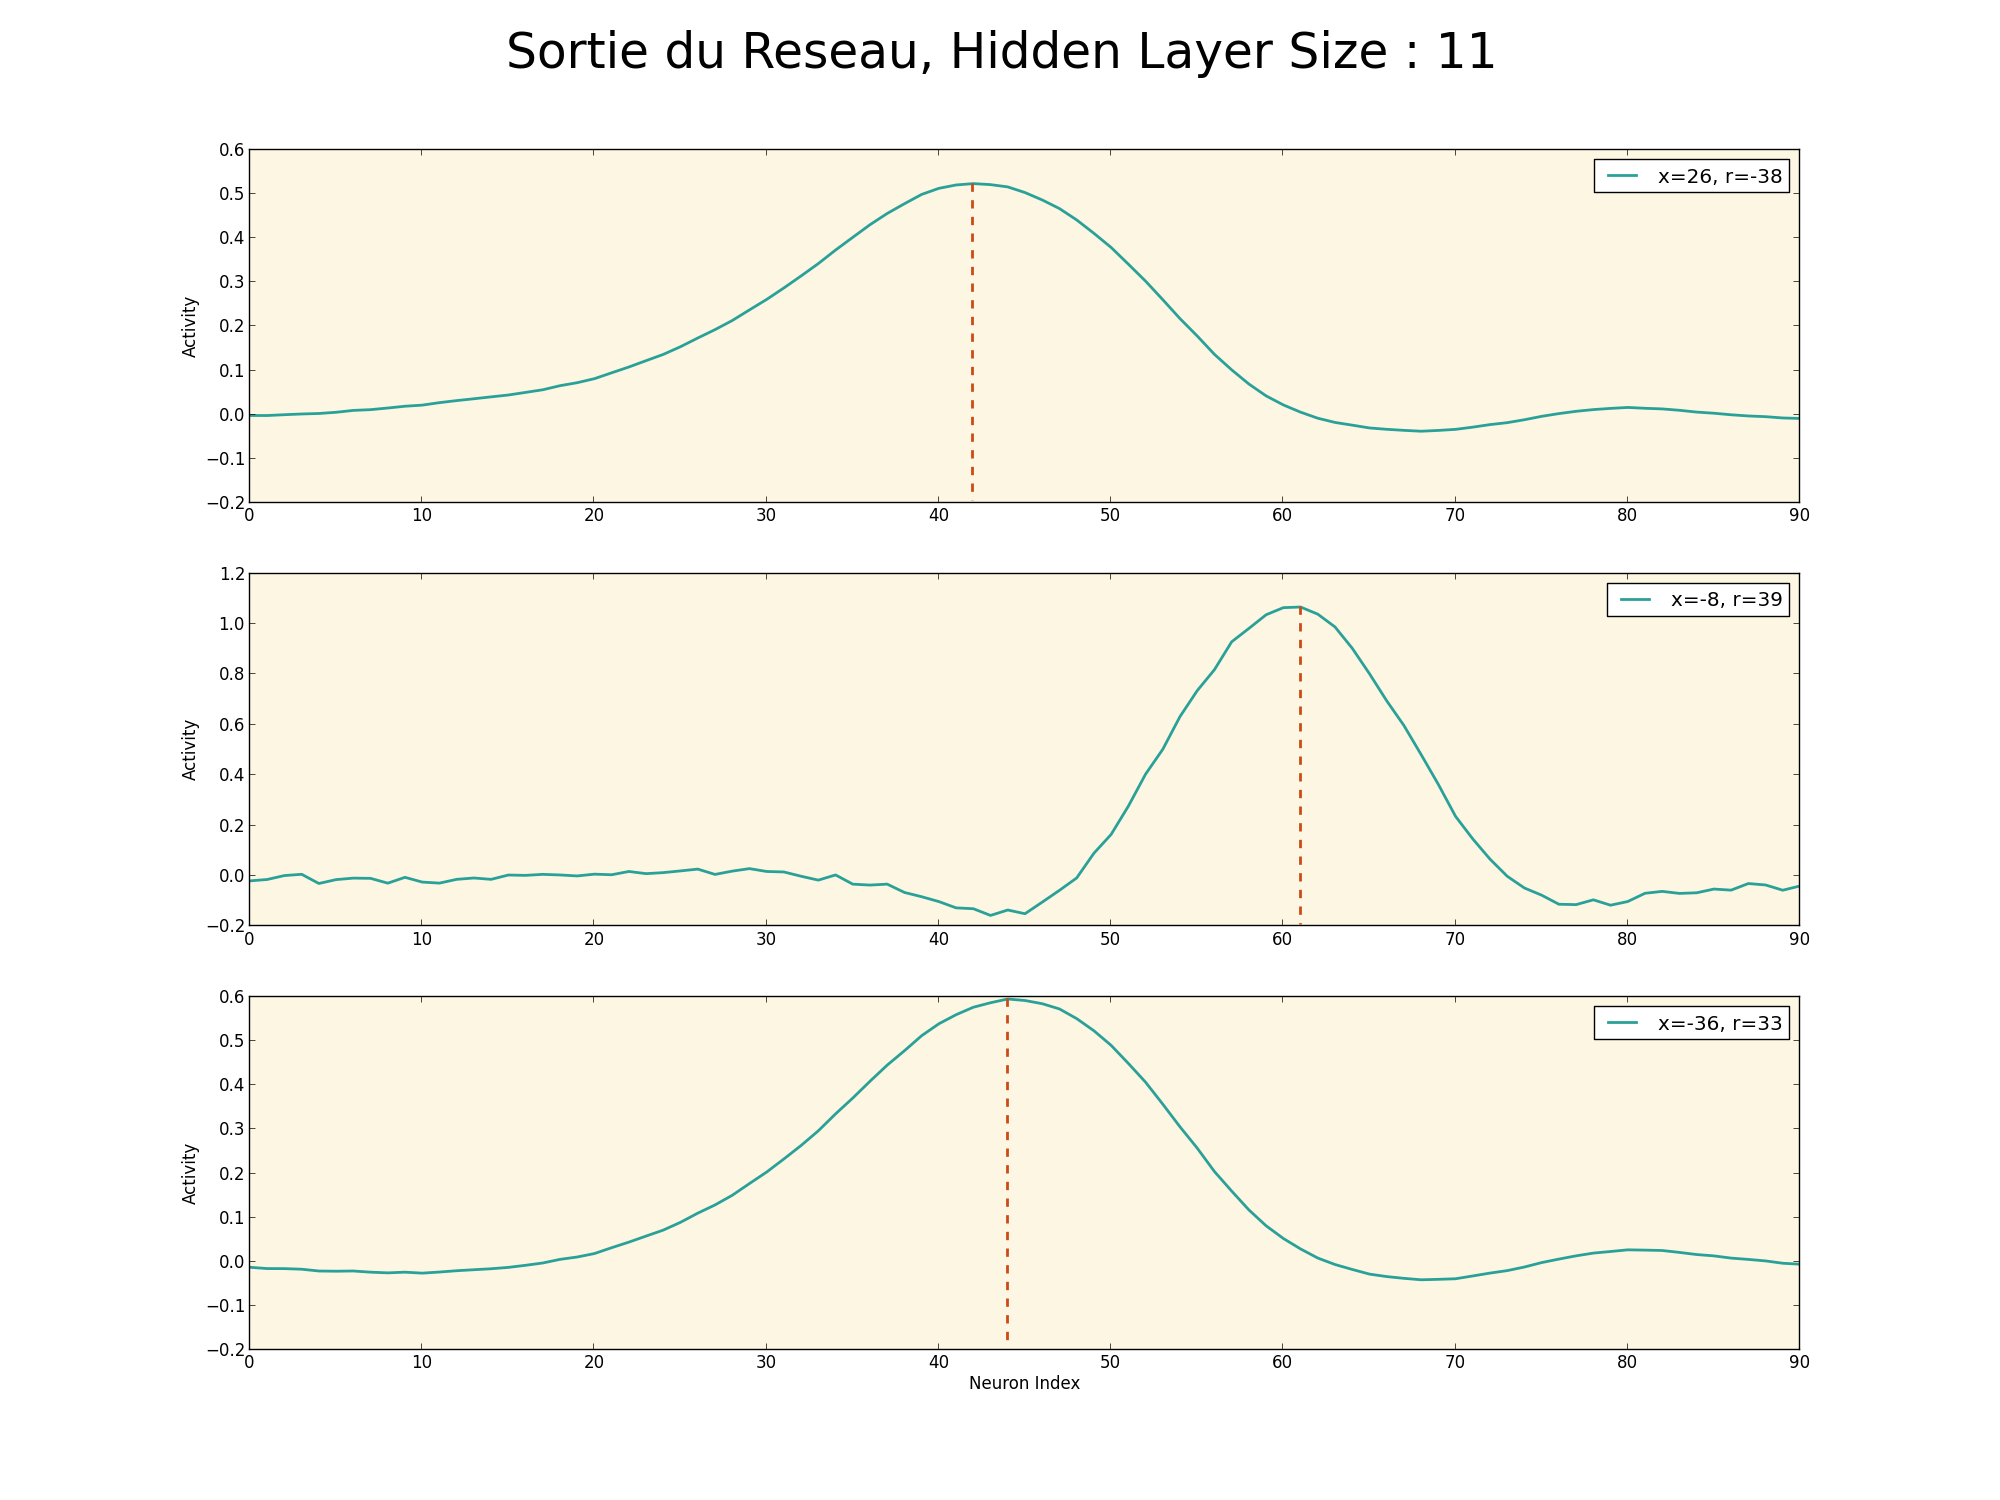 Sortie du Reseau, Hidden Layer Size : 11
0.6
0.5
0.4
0.3
0.2
0.1
0.0
−0.1
−0.2
Activity
x=26, r=-38
0 10 20 30 40 50 60 70 80 90
1.2
1.0
0.8
0.6
0.4
0.2
0.0
−0.2
Activity
x=-8, r=39
0 10 20 30 40 50 60 70 80 90
0.6
0.5
0.4
0.3
0.2
0.1
0.0
−0.1
−0.2
Activity
x=-36, r=33
0 10 20 30 40 50 60 70 80 90
Neuron Index